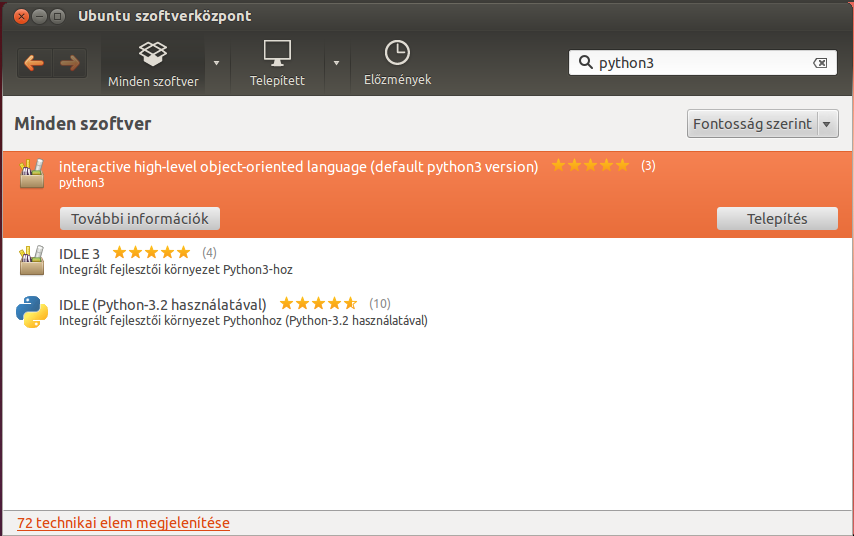 Ubuntu szoftverközpont
python3
Minden szoftver
Telepített
Előzmények
Minden szoftver
Fontosság szerint
interactive high-level object-oriented language (default python3 version) (3)
python3
További információk
Telepítés
IDLE 3 (4)
Integrált fejlesztői környezet Python3-hoz
IDLE (Python-3.2 használatával) (10)
Integrált fejlesztői környezet Pythonhoz (Python-3.2 használatával)
72 technikai elem megjelenítése